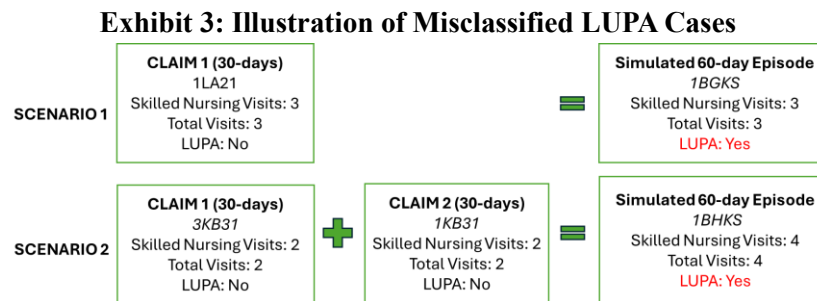 Exhibit 3: Illustration of Misclassified LUPA Cases
SCENARIO 1
CLAIM 1 (30-days)
1LA21
Skilled Nursing Visits: 3
Total Visits: 3
LUPA: No
Simulated 60-day Episode
1BGKS
Skilled Nursing Visits: 3
Total Visits: 3
LUPA: Yes
SCENARIO 2
CLAIM 1 (30-days)
3KB31
Skilled Nursing Visits: 2
Total Visits: 2
LUPA: No
CLAIM 2 (30-days)
1KB31
Skilled Nursing Visits: 2
Total Visits: 2
LUPA: No
Simulated 60-day Episode
1BHKS
Skilled Nursing Visits: 4
Total Visits: 4
LUPA: Yes